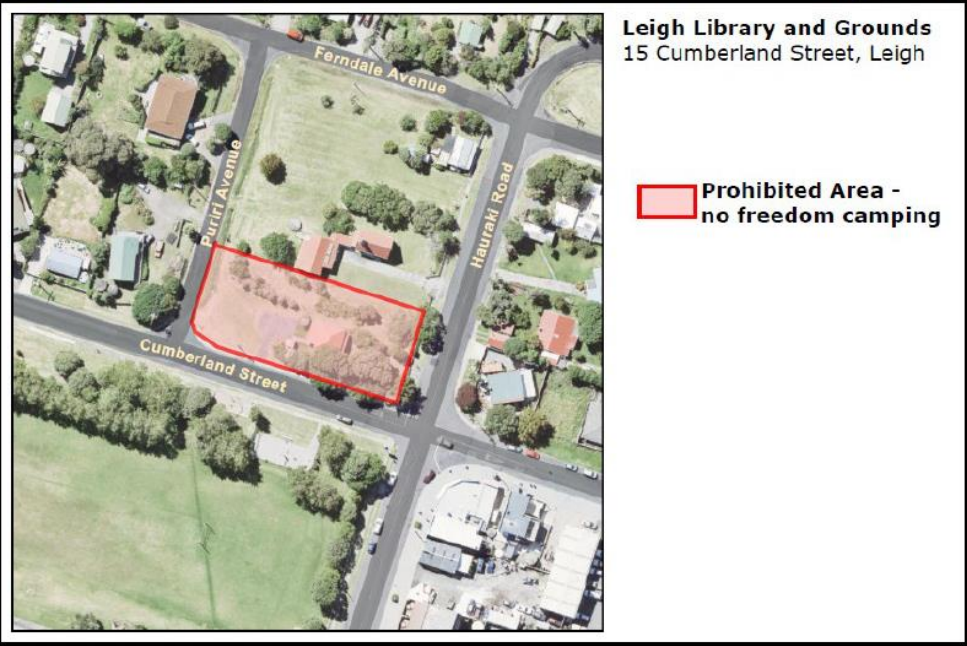 Leigh Library and Grounds
15 Cumberland Street, Leigh
Prohibited Area -
no freedom camping
Ferndale Avenue
Puriri Avenue
Hauraki Road
Cumberland Street